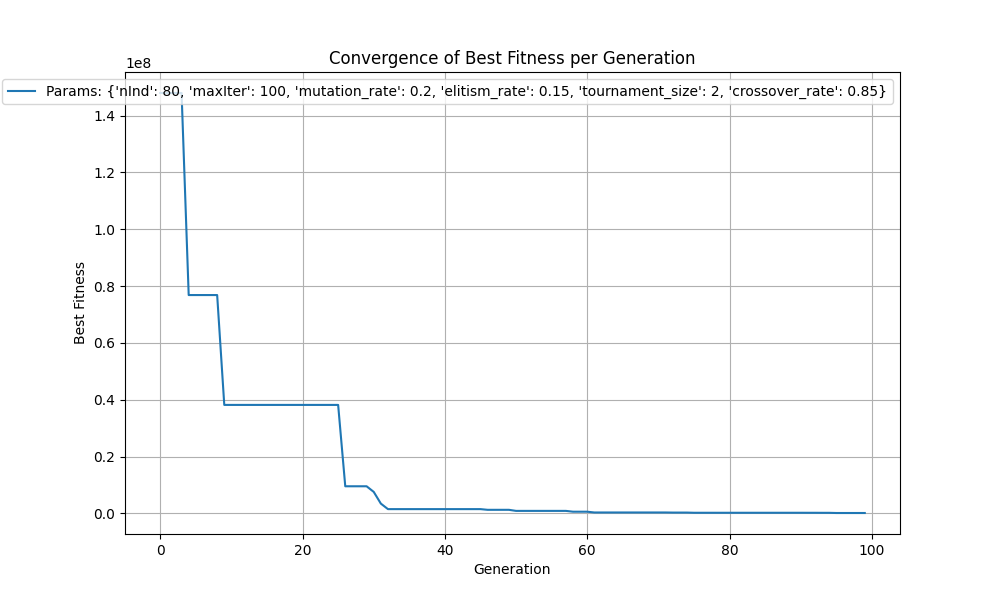 Convergence of Best Fitness per Generation
1e8
Params: {'nInd': 80, 'maxIter': 100, 'mutation_rate': 0.2, 'elitism_rate': 0.15, 'tournament_size': 2, 'crossover_rate': 0.85}
1.4
1.2
1.0
0.8
0.6
0.4
0.2
0.0
Best Fitness
0 20 40 60 80 100
Generation